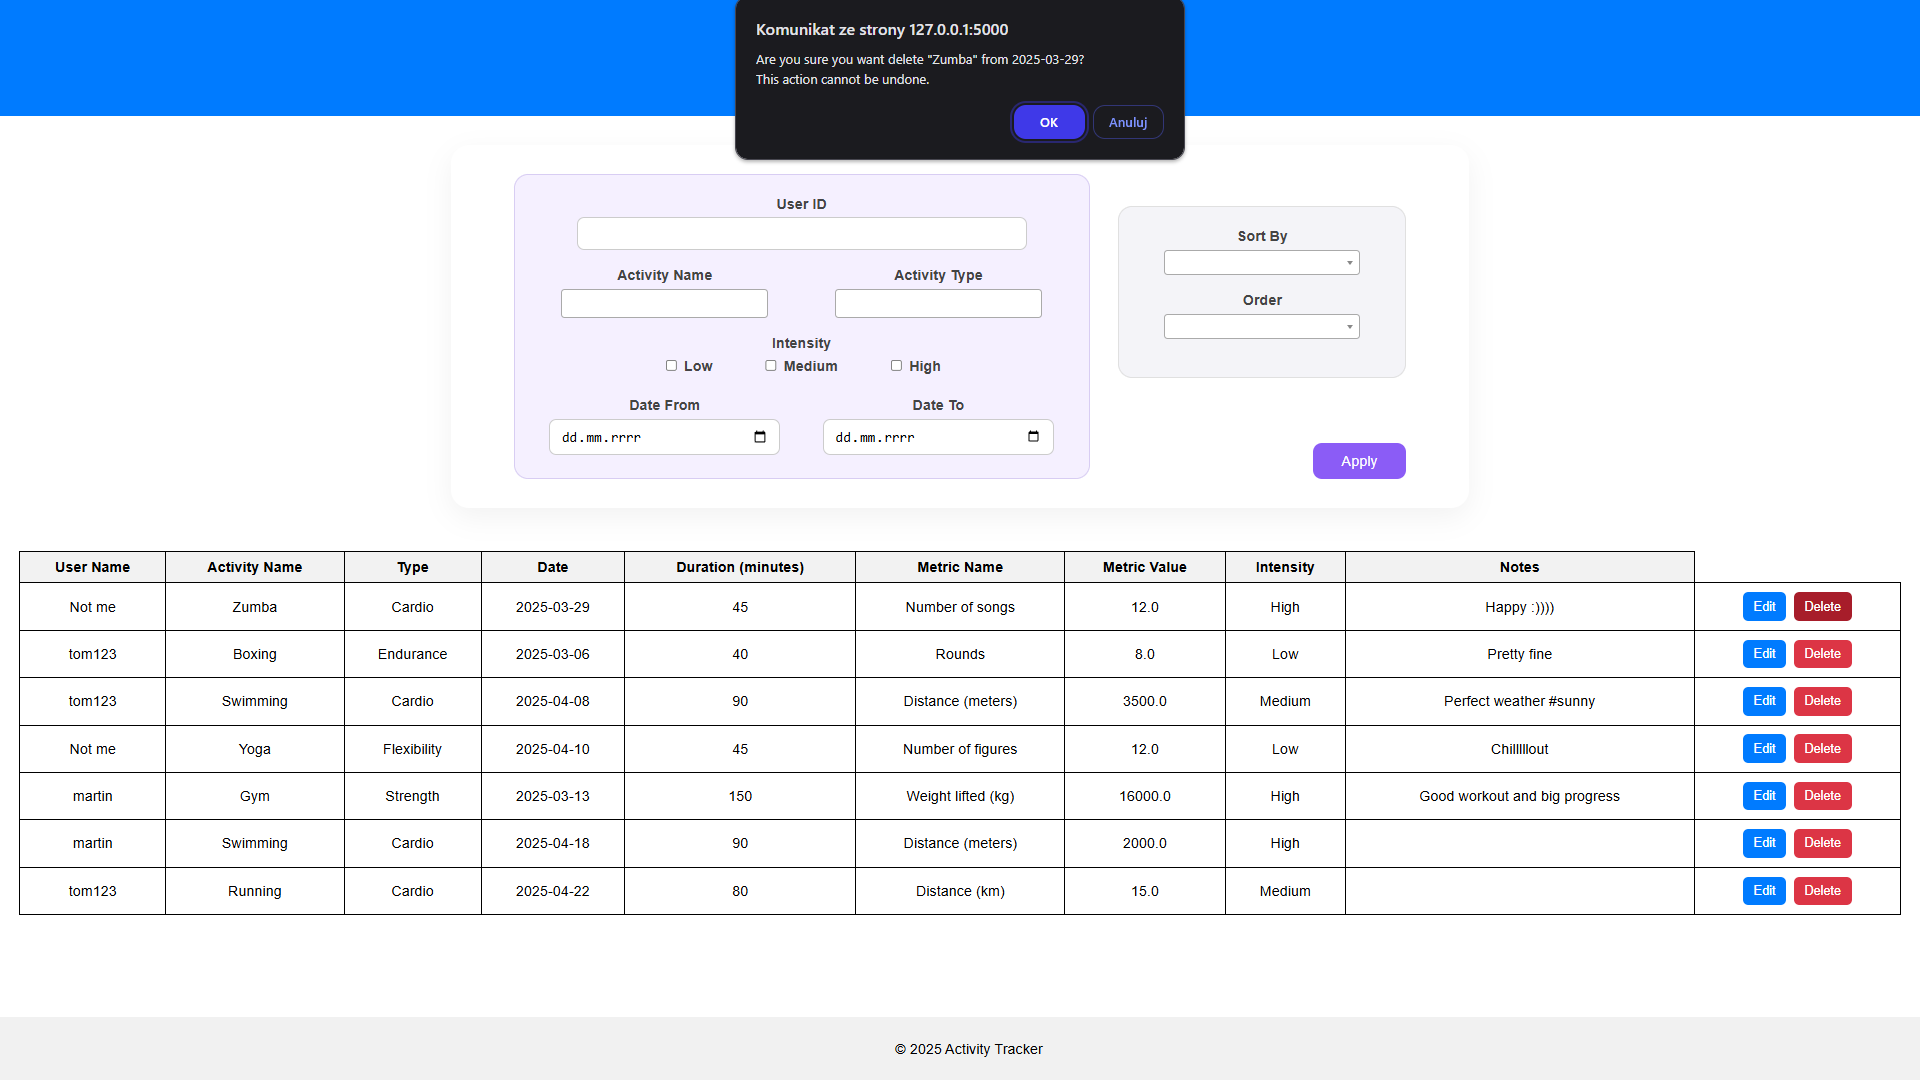 Komunikat ze strony 127.0.0.1:5000
Are you sure you want delete "Zumba" from 2025-03-29?
This action cannot be undone.
OK Anuluj
User ID
Activity Name Activity Type
Intensity
Low Medium High
Date From Date To
dd.mm.rrrr dd.mm.rrrr
Sort By
Order
Apply
User Name Activity Name Type Date Duration (minutes) Metric Name Metric Value Intensity Notes
Not me Zumba Cardio 2025-03-29 45 Number of songs 12.0 High Happy :)))) Edit Delete
tom123 Boxing Endurance 2025-03-06 40 Rounds 8.0 Low Pretty fine Edit Delete
tom123 Swimming Cardio 2025-04-08 90 Distance (meters) 3500.0 Medium Perfect weather #sunny Edit Delete
Not me Yoga Flexibility 2025-04-10 45 Number of figures 12.0 Low Chillllllout Edit Delete
martin Gym Strength 2025-03-13 150 Weight lifted (kg) 16000.0 High Good workout and big progress Edit Delete
martin Swimming Cardio 2025-04-18 90 Distance (meters) 2000.0 High Edit Delete
tom123 Running Cardio 2025-04-22 80 Distance (km) 15.0 Medium Edit Delete
© 2025 Activity Tracker